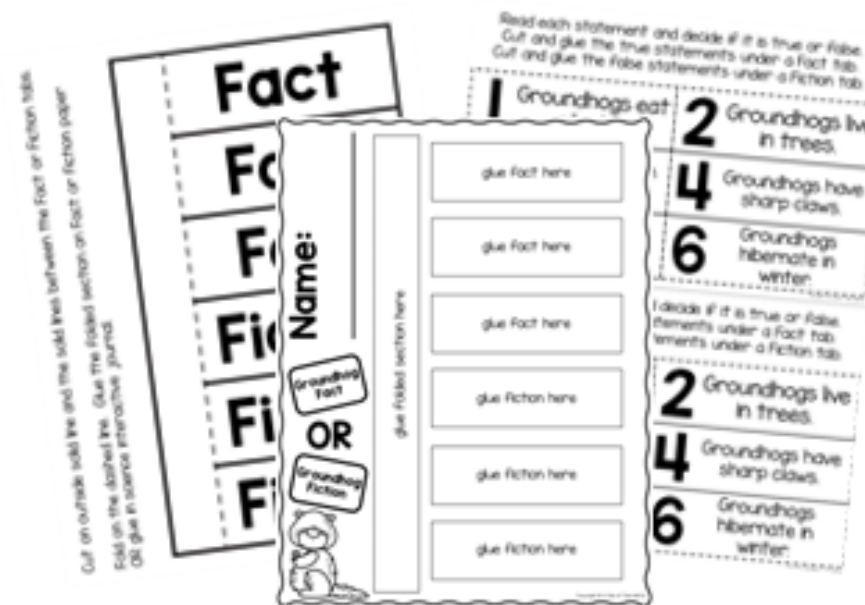 Cut on outside solid line and the solid lines between the Fact or Fiction tabs.
Fold on the dashed line. Glue the folded section on Fact or Fiction paper
OR glue in science interactive journal.
Fact
Name:
Groundhog
Fact
OR
Groundhog
Fiction
glue folded section here
glue fact here
glue fact here
glue fact here
glue fiction here
glue fiction here
glue fiction here
Read each statement and decide if it is true or false.
Cut and glue the true statements under a Fact tab.
Cut and glue the false statements under a Fiction tab.
1 Groundhogs eat
2 Groundhogs live
in trees.
4 Groundhogs have
sharp claws.
6 Groundhogs
hibernate in
winter.
decide if it is true or false.
statements under a Fact tab.
statements under a Fiction tab.
2 Groundhogs live
in trees.
4 Groundhogs have
sharp claws.
6 Groundhogs
hibernate in
winter.